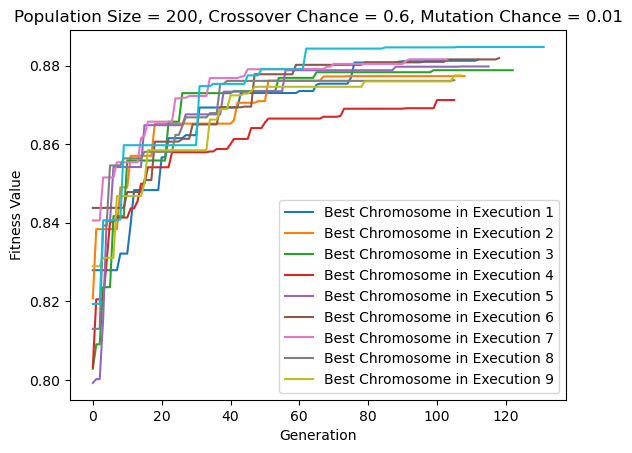 Population Size = 200, Crossover Chance = 0.6, Mutation Chance = 0.01
Fitness Value
0.88
0.86
0.84
0.82
0.80
Best Chromosome in Execution 1
Best Chromosome in Execution 2
Best Chromosome in Execution 3
Best Chromosome in Execution 4
Best Chromosome in Execution 5
Best Chromosome in Execution 6
Best Chromosome in Execution 7
Best Chromosome in Execution 8
Best Chromosome in Execution 9
0 20 40 60 80 100 120
Generation